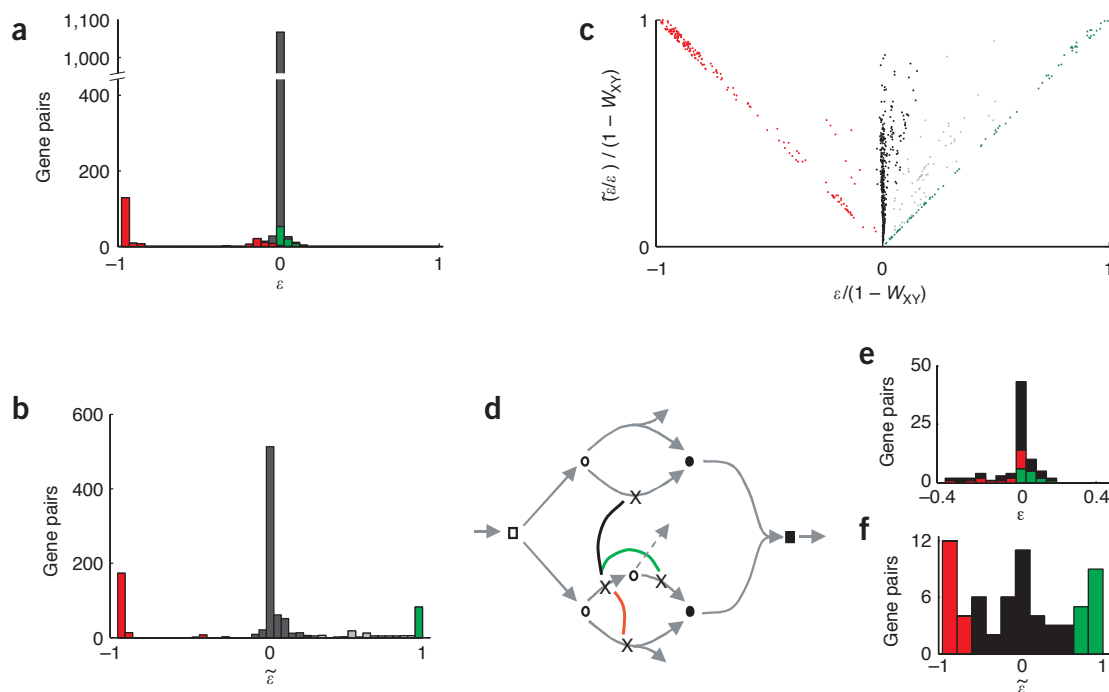 a
1,100
1,000
400
200
0
Gene pairs
–1
0
1
ε
c
1
0
(ε̃/ε ) / (1 – WXY)
–1
0
1
ε/(1 – WXY)
b
600
400
200
0
Gene pairs
–1
0
1
ε̃
d
X
X
X
X
e
50
25
0
Gene pairs
–0.4
0
0.4
ε
f
12
9
6
3
0
Gene pairs
–1
0
1
ε̃